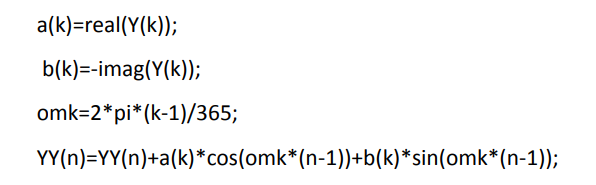 a(k)=real(Y(k));
b(k)=-imag(Y(k));
omk=2*pi*(k-1)/365;
YY(n)=YY(n)+a(k)*cos(omk*(n-1))+b(k)*sin(omk*(n-1));